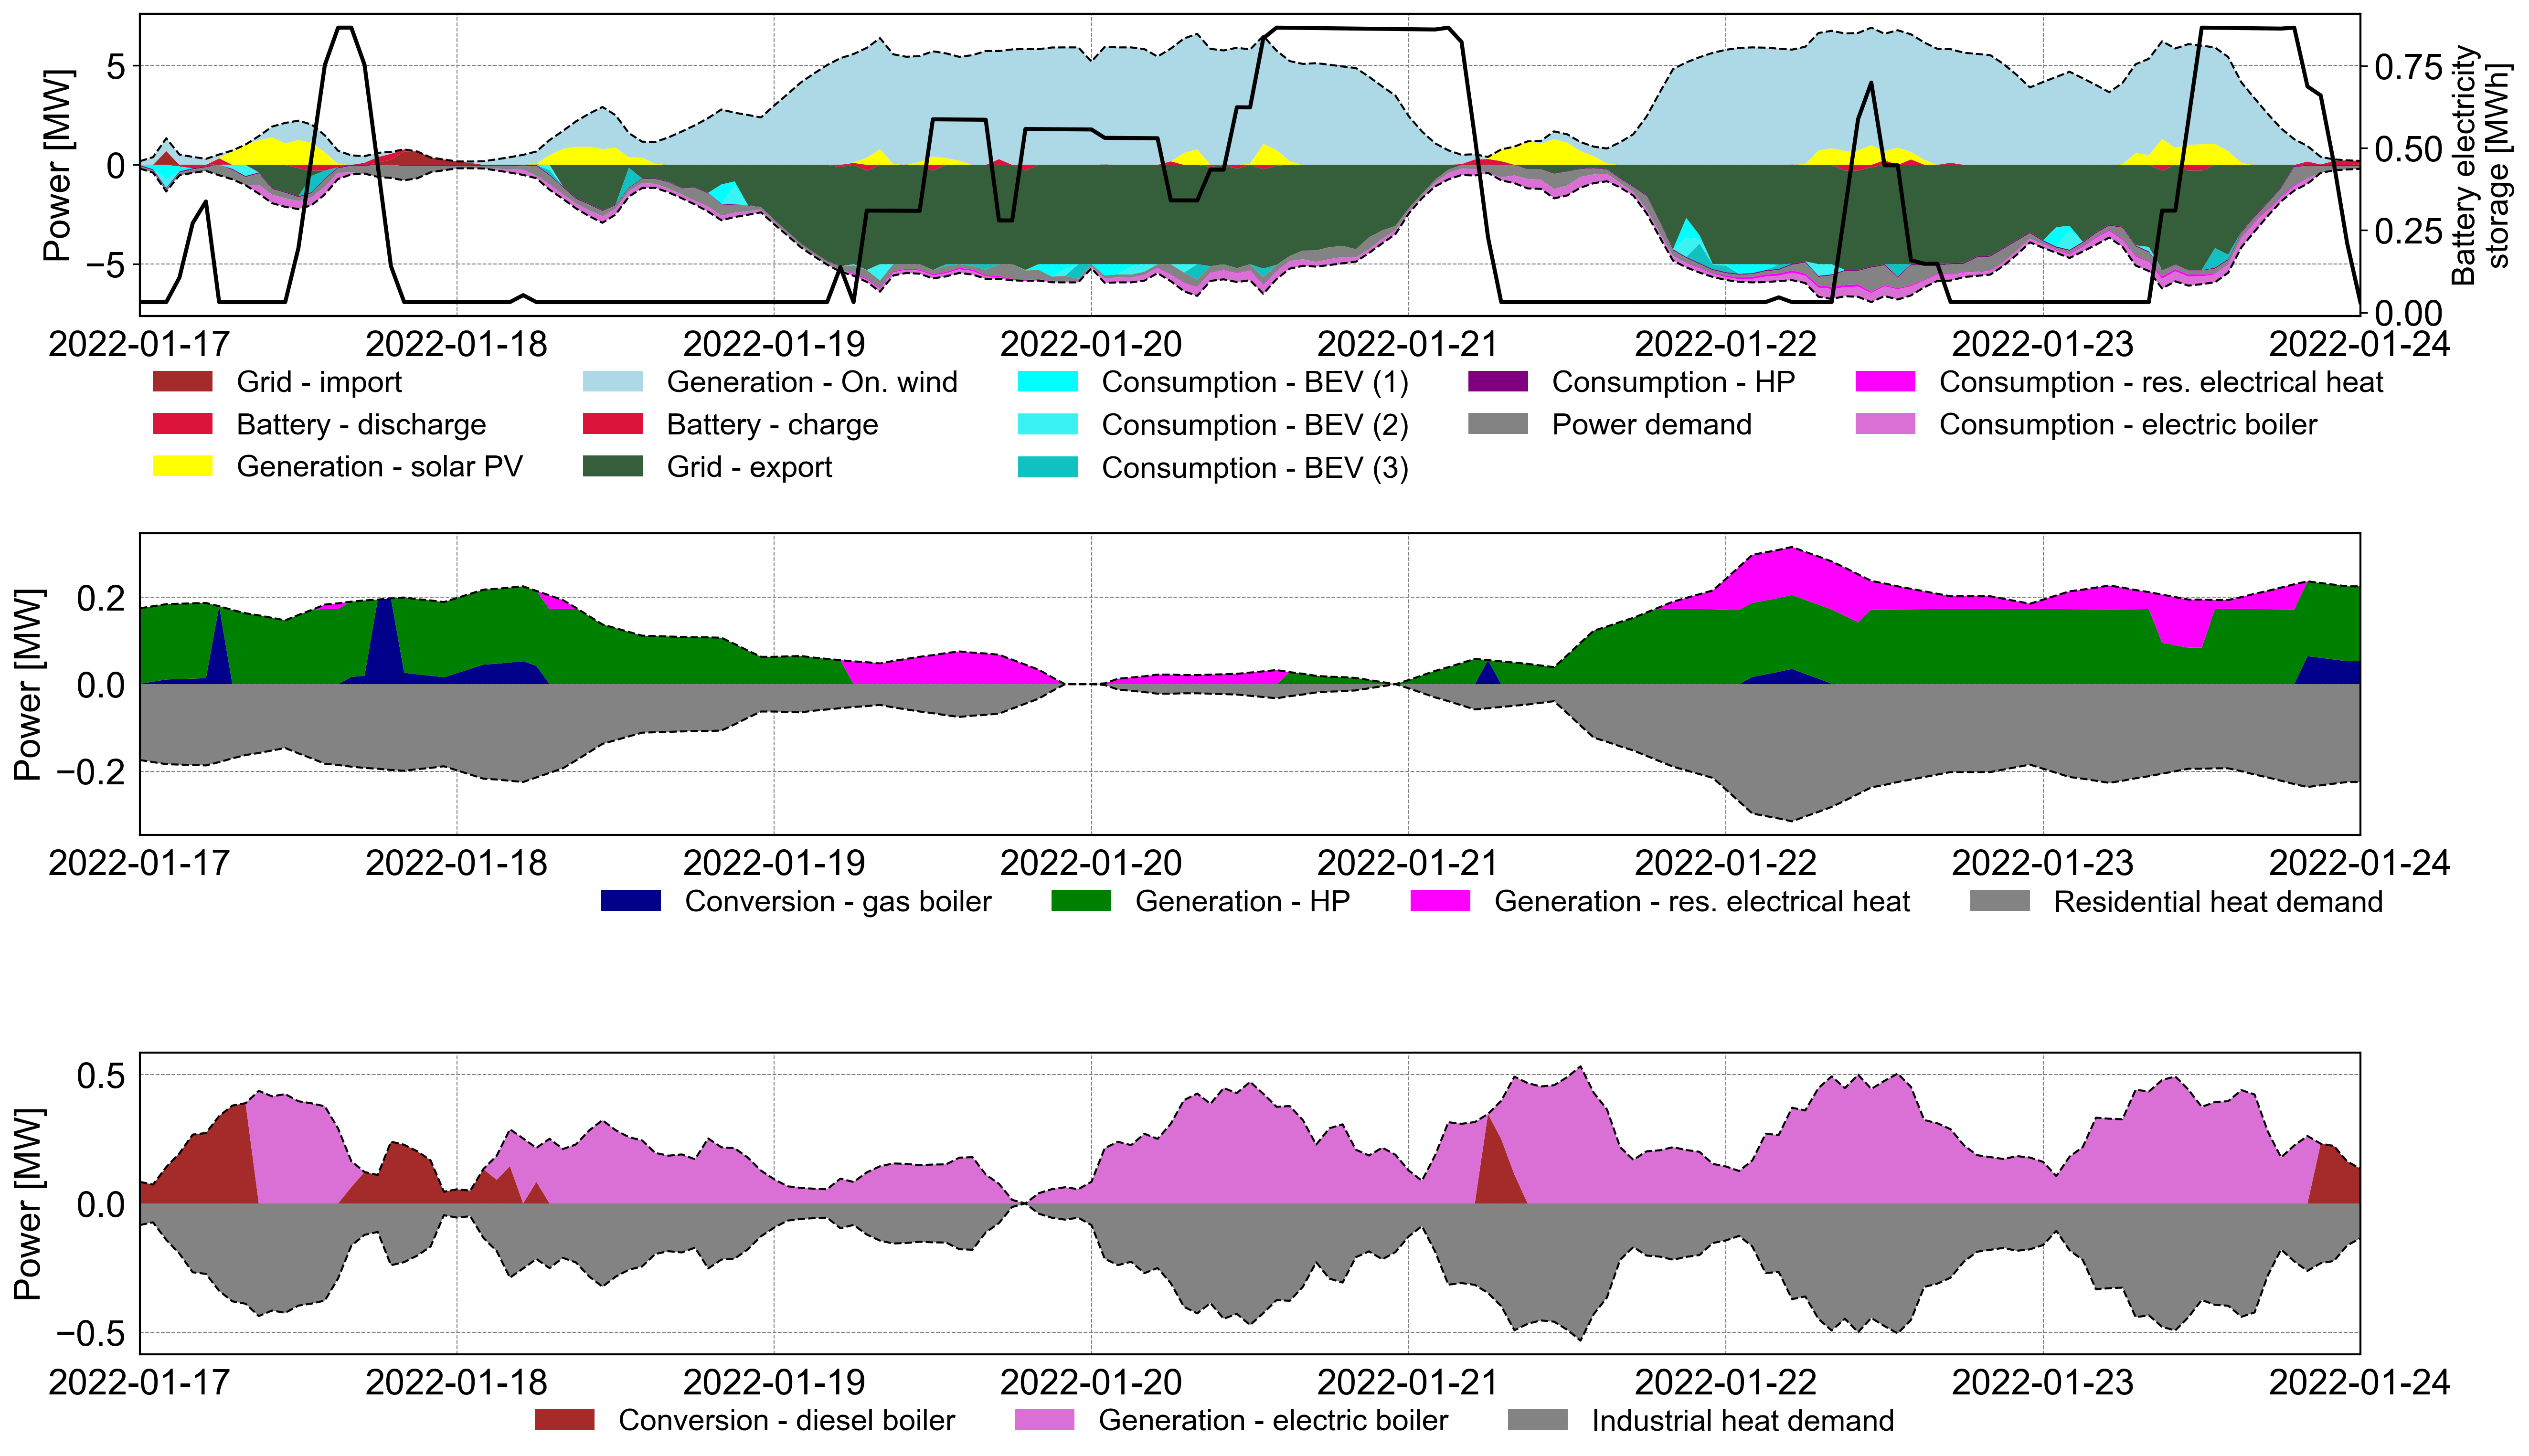 Power [MW]
5
0
−5
0.75
0.50
0.25
0.00
Battery electricity
storage [MWh]
2022-01-17 2022-01-18 2022-01-19 2022-01-20 2022-01-21 2022-01-22 2022-01-23 2022-01-24
Grid - import Generation - On. wind Consumption - BEV (1) Consumption - HP Consumption - res. electrical heat
Battery - discharge Battery - charge Consumption - BEV (2) Power demand Consumption - electric boiler
Generation - solar PV Grid - export Consumption - BEV (3)
Power [MW]
0.2
0.0
−0.2
2022-01-17 2022-01-18 2022-01-19 2022-01-20 2022-01-21 2022-01-22 2022-01-23 2022-01-24
Conversion - gas boiler Generation - HP Generation - res. electrical heat Residential heat demand
Power [MW]
0.5
0.0
−0.5
2022-01-17 2022-01-18 2022-01-19 2022-01-20 2022-01-21 2022-01-22 2022-01-23 2022-01-24
Conversion - diesel boiler Generation - electric boiler Industrial heat demand